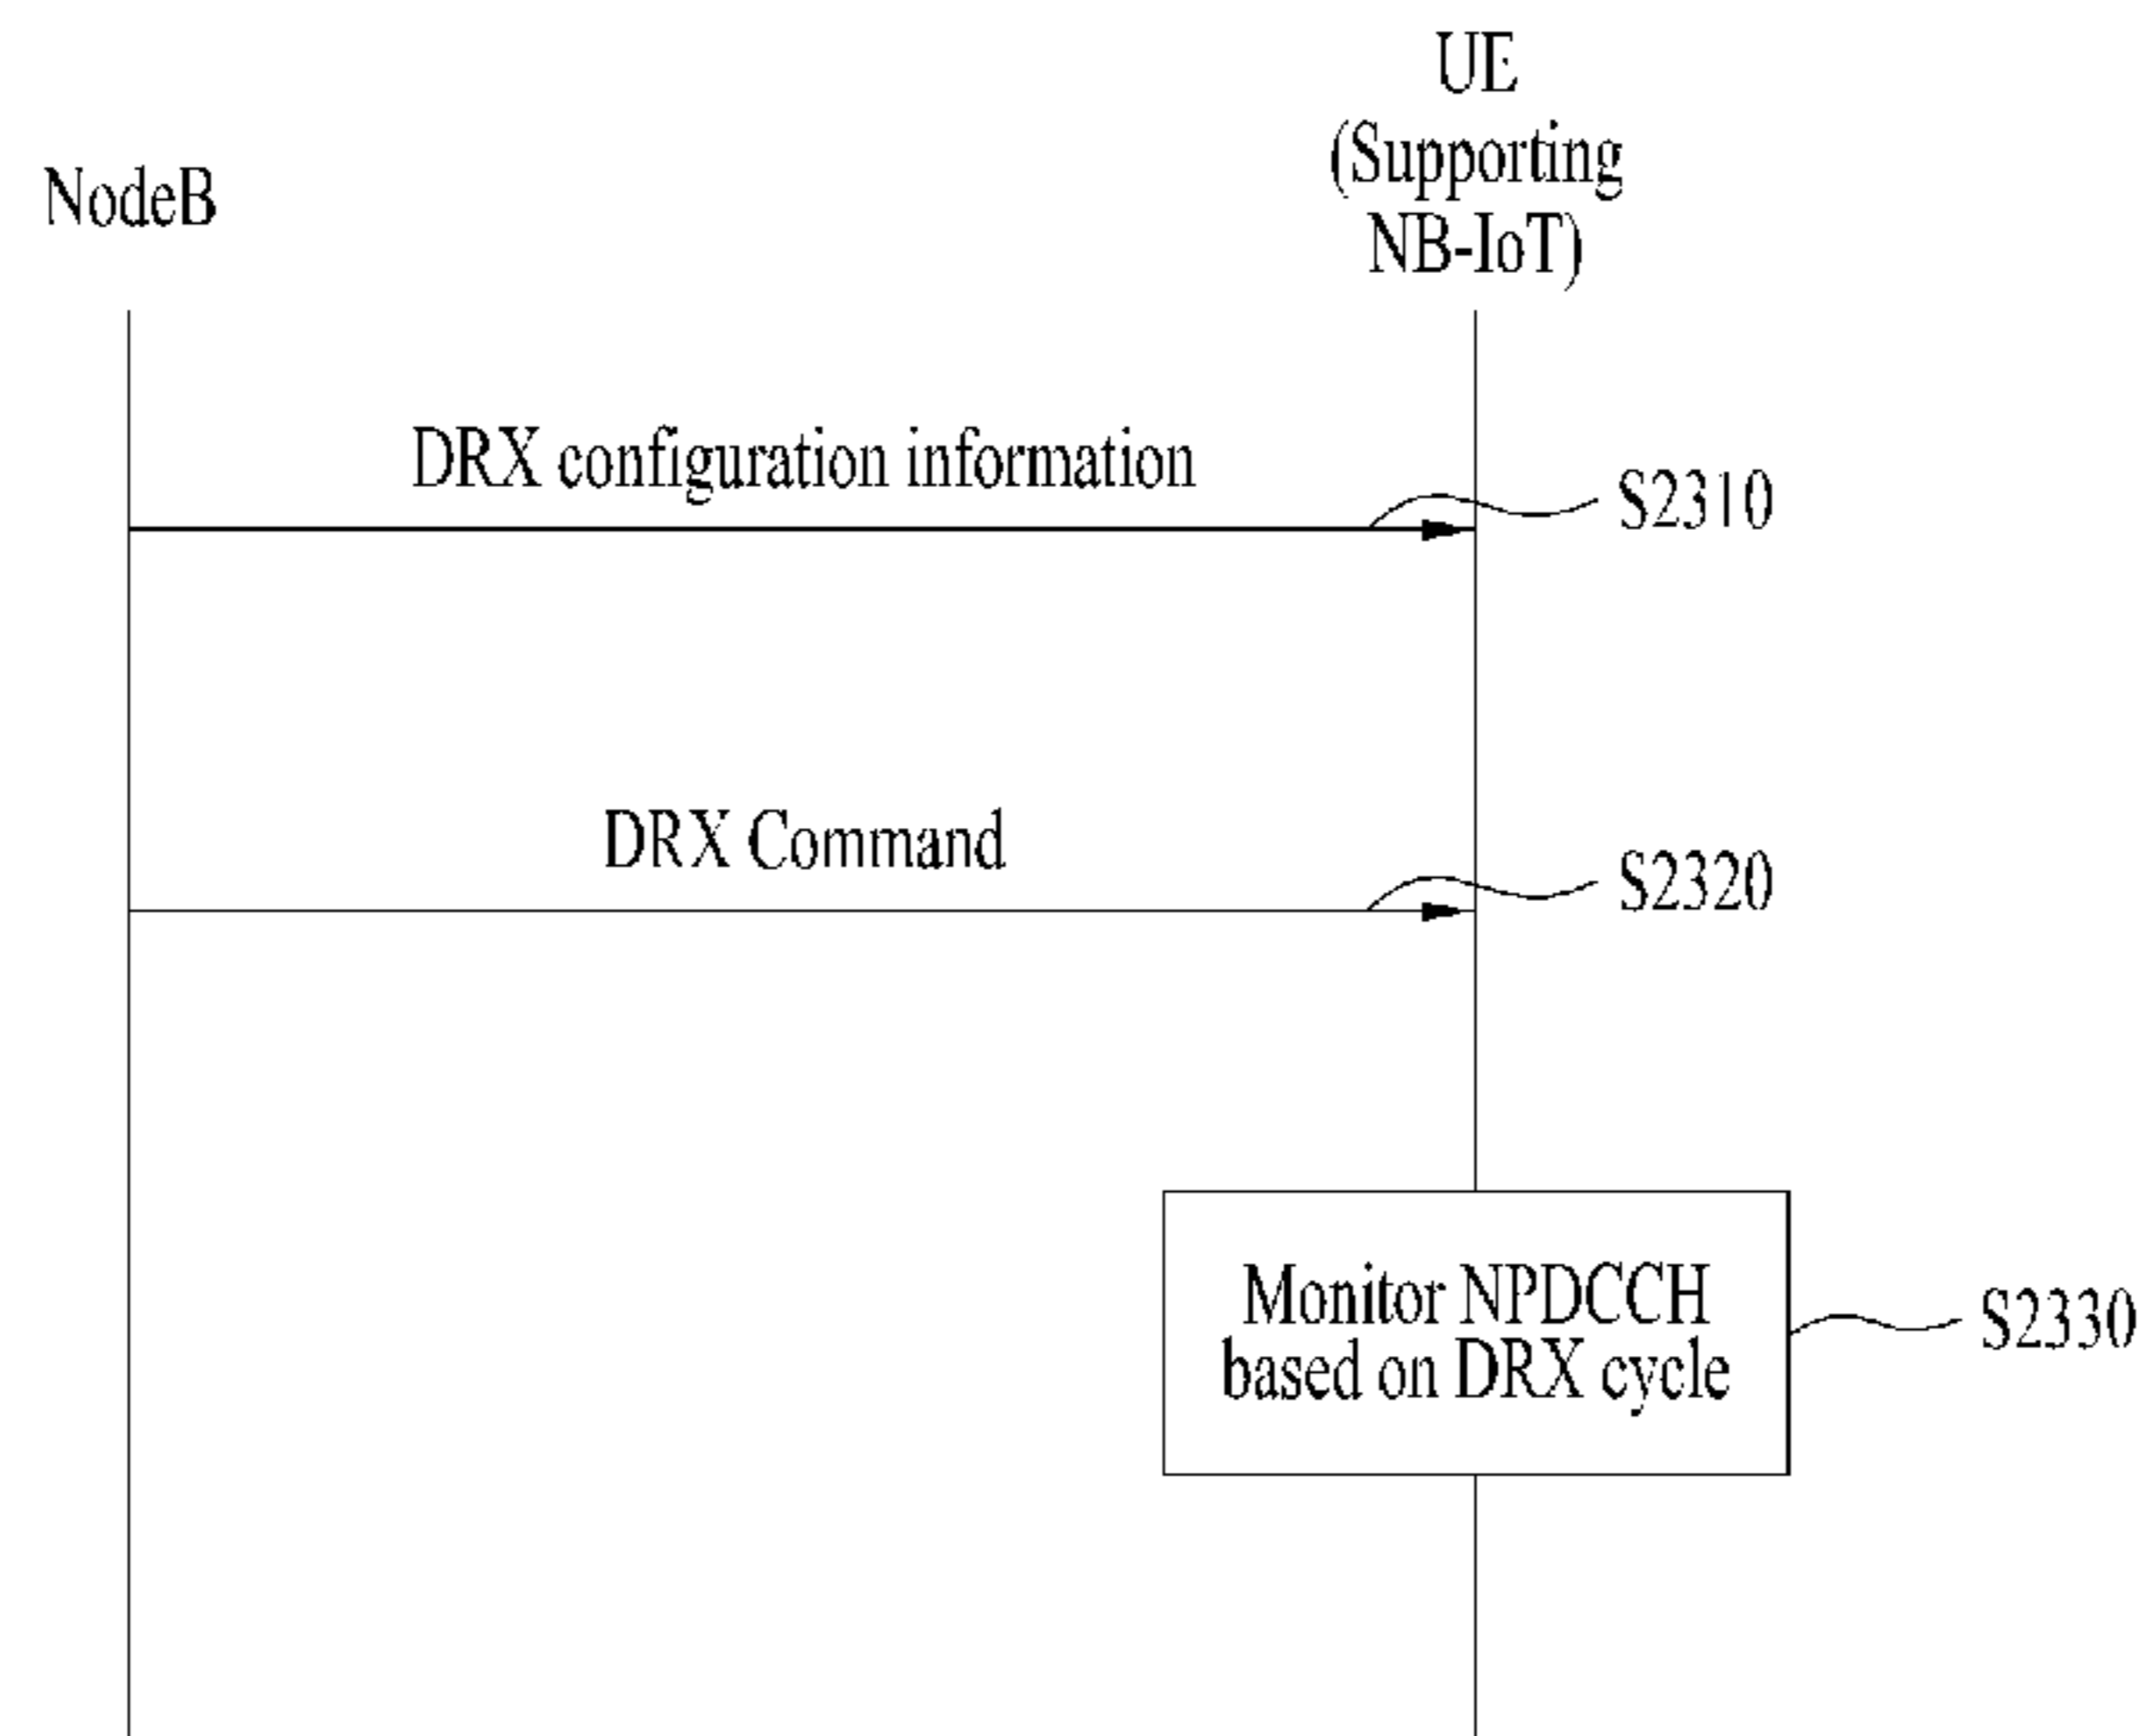 UE
(Supporting
NB-IoT)
NodeB
DRX configuration information
S2310
DRX Command
S2320
Monitor NPDCCH
based on DRX cycle
S2330